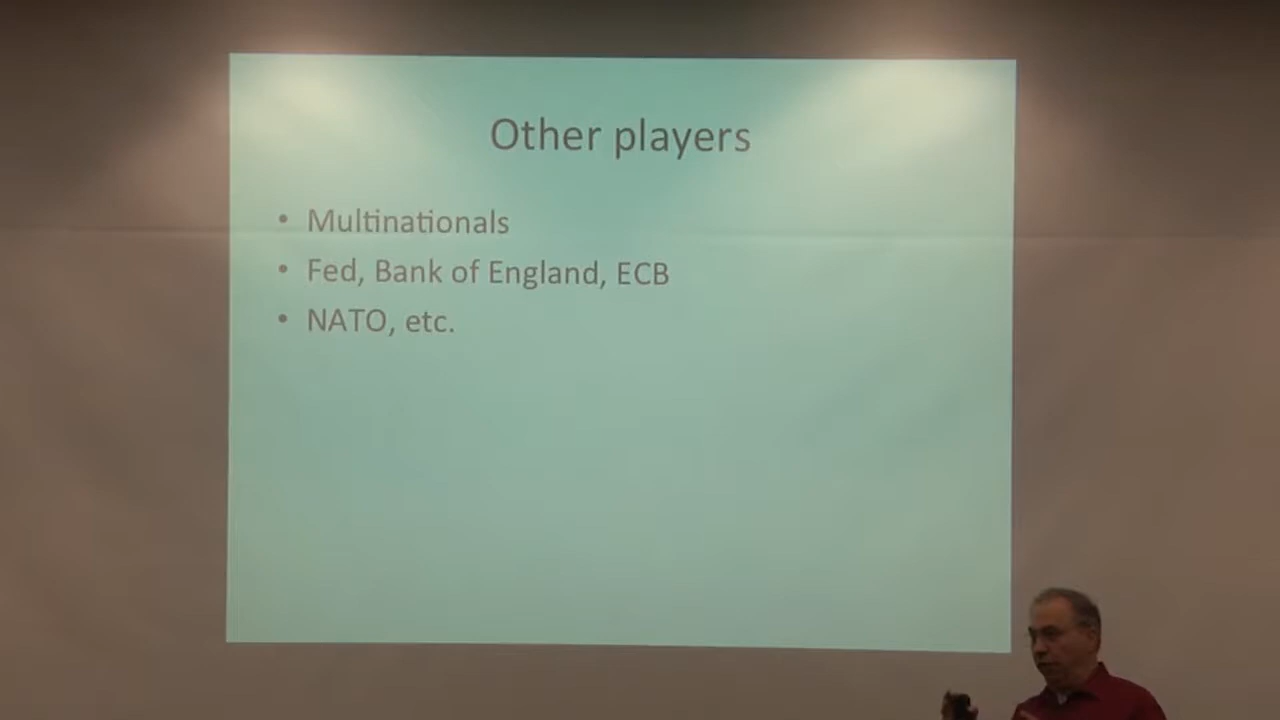 Other players
• Multinationals
• Fed, Bank of England, ECB
• NATO, etc.